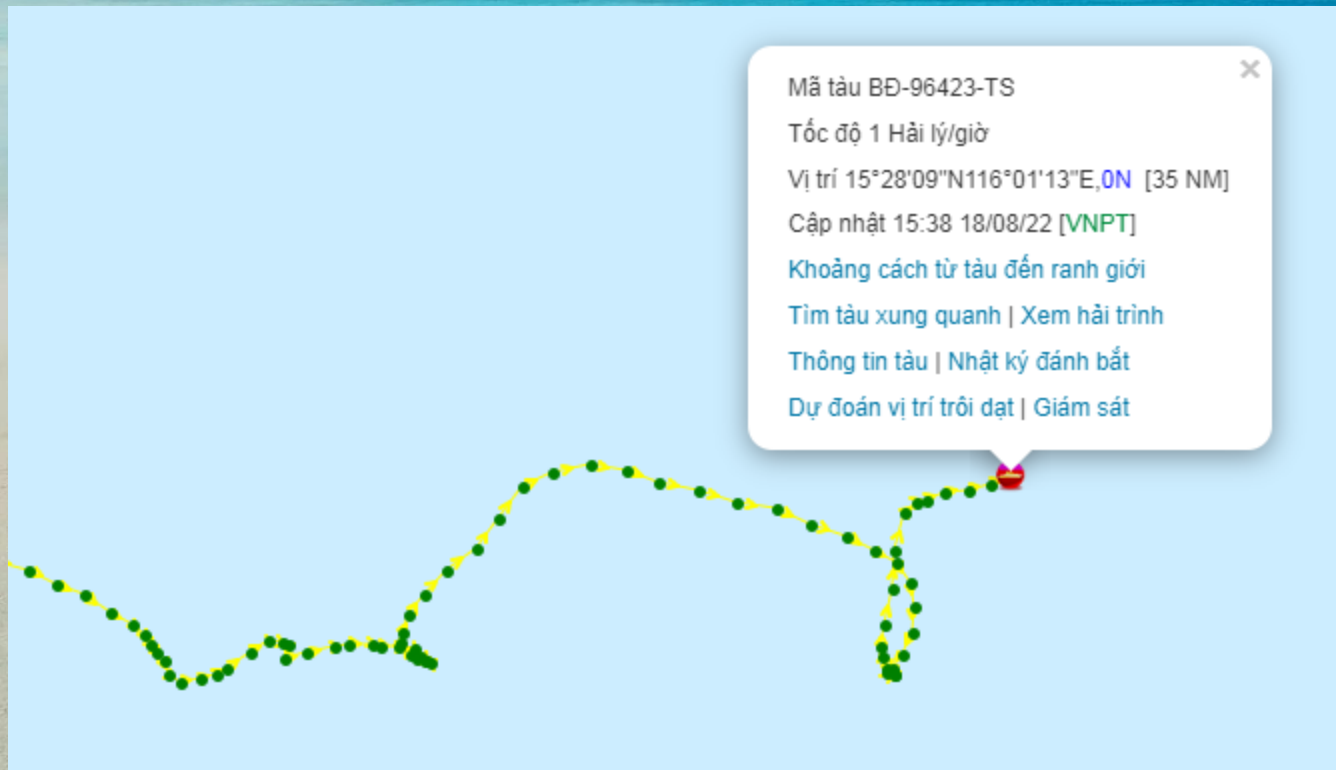 Mã tàu BĐ-96423-TS
Tốc độ 1 Hải lý/giờ
Vị trí 15°28'09"N116°01'13"E,0N [35 NM]
Cập nhật 15:38 18/08/22 [VNPT]
Khoảng cách từ tàu đến ranh giới
Tìm tàu xung quanh | Xem hải trình
Thông tin tàu | Nhật ký đánh bắt
Dự đoán vị trí trôi dạt | Giám sát